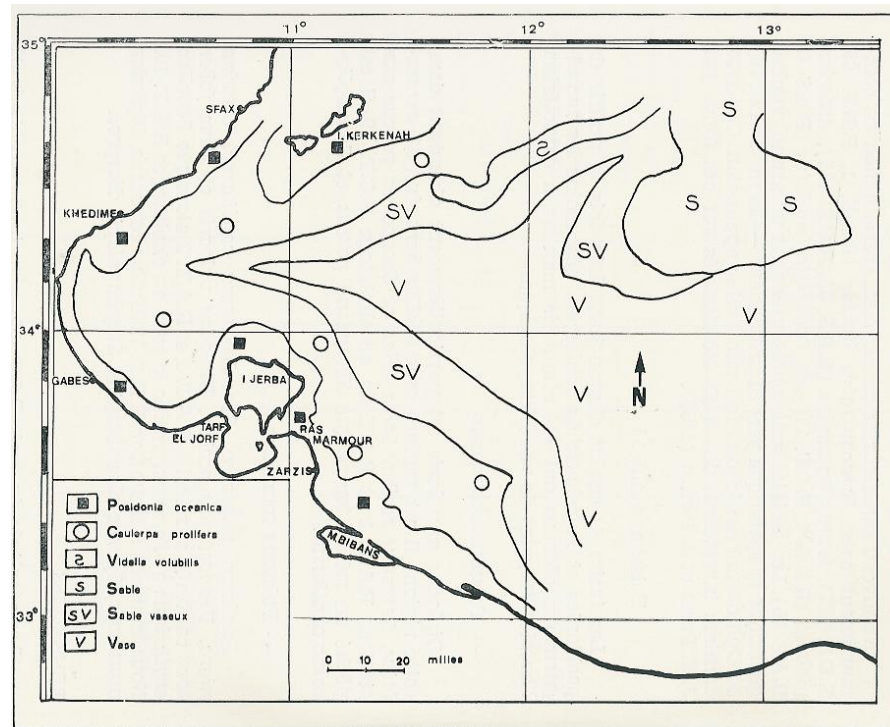 11°
12°
13°
35°
SFAX
I. KERKENAH
S
S
SV
S
S
KHEDIME
SV
V
V
V
34°
SV
GABES
I JERBA
V
TARF
EL JORF
RAS
MARMOUR
N
ZARZIS
V
M.BIBANS
33°
Posidonia oceanica
Caulerpa prolifera
Vidalia volubilis
S Sable
SV Sable vaseux
V Vase
0 10 20 milles